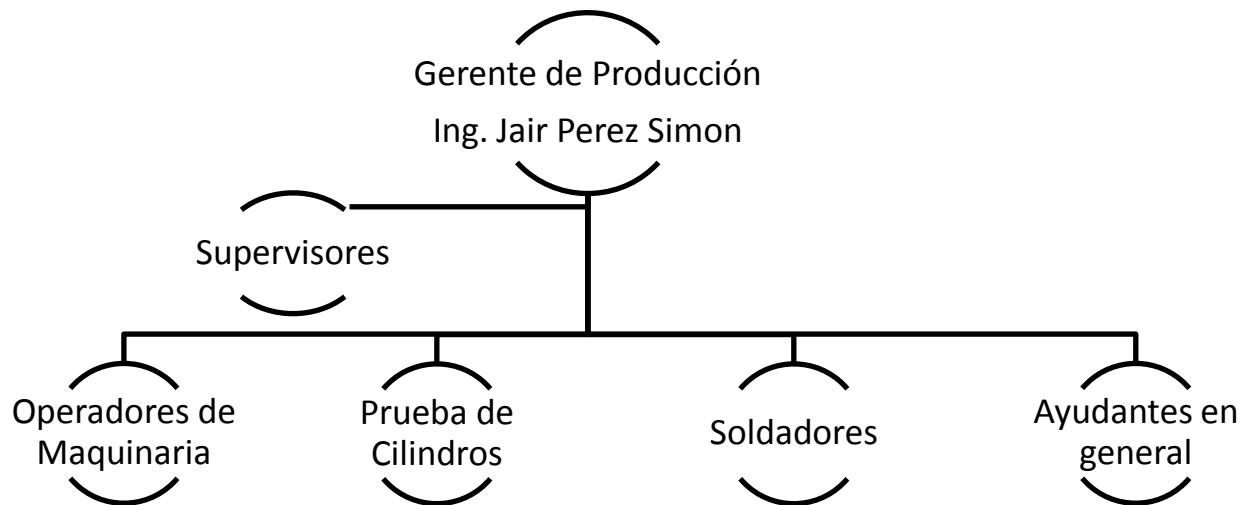 Gerente de Producción
Ing. Jair Perez Simon
Supervisores
Operadores de
Maquinaria
Prueba de
Cilindros
Soldadores
Ayudantes en
general